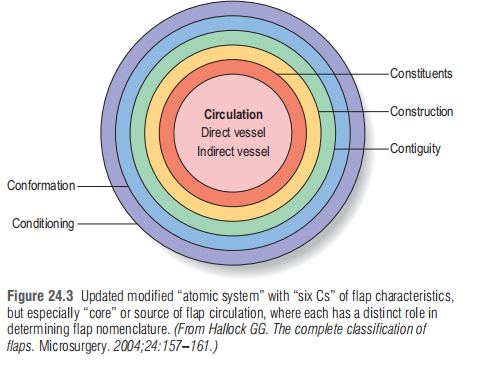 Circulation
Direct vessel
Indirect vessel
Constituents
Construction
Contiguity
Conformation
Conditioning
Figure 24.3 Updated modified “atomic system” with “six Cs” of flap characteristics,
but especially “core” or source of flap circulation, where each has a distinct role in
determining flap nomenclature. (From Hallock GG. The complete classification of
flaps. Microsurgery. 2004;24:157–161.)